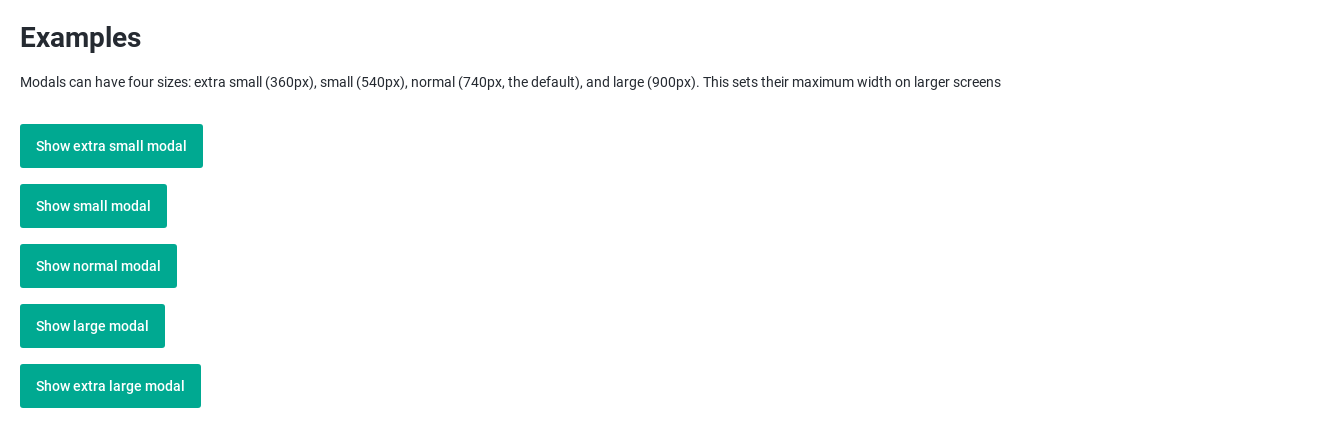 Examples
Modals can have four sizes: extra small (360px), small (540px), normal (740px, the default), and large (900px). This sets their maximum width on larger screens
Show extra small modal
Show small modal
Show normal modal
Show large modal
Show extra large modal